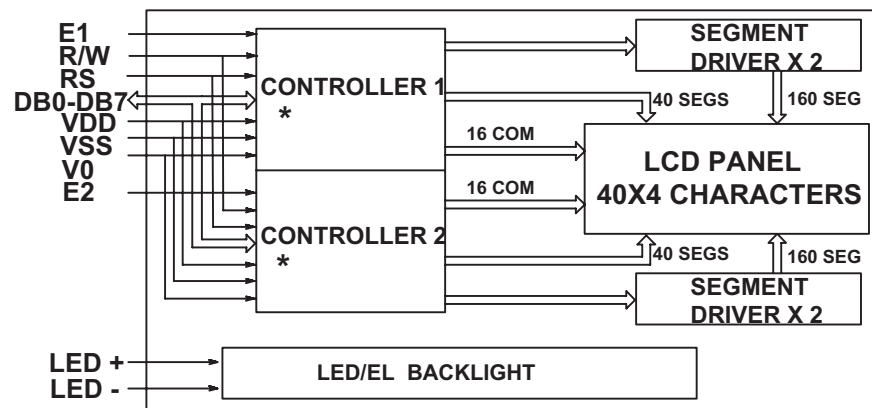 E1
R/W
RS
DB0-DB7
VDD
VSS
V0
E2
LED +
LED -
CONTROLLER 1
*
CONTROLLER 2
*
SEGMENT
DRIVER X 2
40 SEGS
160 SEG
16 COM
LCD PANEL
40X4 CHARACTERS
16 COM
40 SEGS
160 SEG
SEGMENT
DRIVER X 2
LED/EL BACKLIGHT